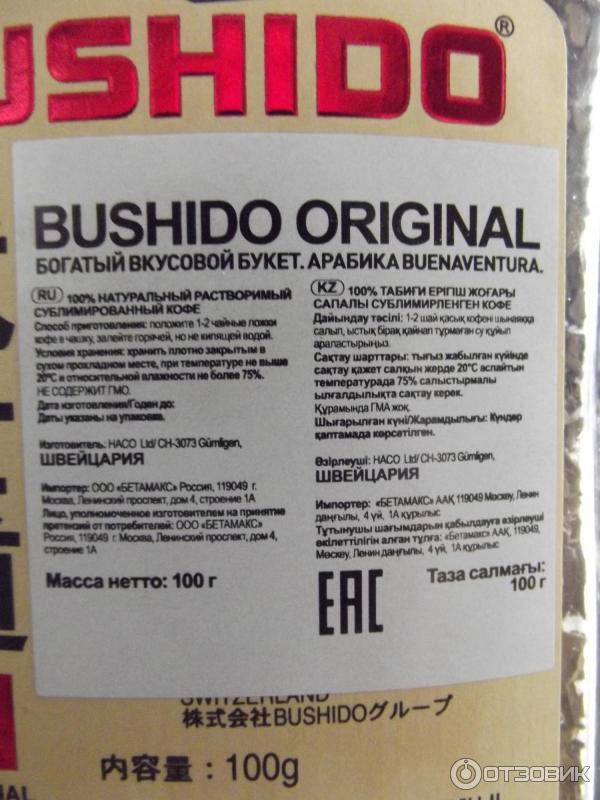 USHIDO®
BUSHIDO ORIGINAL
БОГАТЫЙ ВКУСОВОЙ БУКЕТ. АРАБИКА BUENAVENTURA.
RU 100% НАТУРАЛЬНЫЙ РАСТВОРИМЫЙ
СУБЛИМИРОВАННЫЙ КОФЕ
Способ приготовления: положите 1-2 чайные ложки
кофе в чашку, залейте горячей, но не кипящей водой.
Условия хранения: хранить плотно закрытым в
сухом прохладном месте, при температуре не выше
20°С и относительной влажности не более 75%.
НЕ СОДЕРЖИТ ГМО.
Дата изготовления/Годен до:
Даты указаны на упаковке.
Изготовитель: HACO Ltd/ CH-3073 Gümligen,
ШВЕЙЦАРИЯ
Импортер: ООО «БЕТАМАКС» Россия, 119049 г.
Москва, Ленинский проспект, дом 4, строение 1А
Лицо, уполномоченное изготовителем на принятие
претензий от потребителей: ООО «БЕТАМАКС»
Россия, 119049 г. Москва, Ленинский проспект, дом 4,
строение 1А
Масса нетто: 100 г
KZ 100% ТАБИҒИ ЕРІГІШ ЖОҒАРЫ
САПАЛЫ СУБЛИМИРЛЕНГЕН КОФЕ
Дайындау тәсілі: 1-2 шай қасық кофені шыныаяққа
салып, ыстық бірақ қайнап тұрмаған су құйып
араластырыңыз.
Сақтау шарттары: тығыз жабылған күйінде
сақтау қажет салқын жерде 20°С аспайтын
температурада 75% салыстырмалы
ылғалдылықта сақтау керек.
Құрамында ГМА жоқ.
Шығарылған күні/Жарамдылығы: Күндер
қаптамада көрсетілген.
Өзірлеуші: HACO Ltd/ CH-3073 Gümligen,
ШВЕЙЦАРИЯ
Импортер: «БЕТАМАКС» ААҚ 119049 Мәскеу, Ленин
даңғылы, 4 үй, 1А құрылыс
Тұтынушы шағымдарын қабылдауға өзірлеуші
өкілеттілігін алған тұлға: «Бетамакс» ААҚ, 119049,
Мәскеу, Ленин даңғылы, 4 үй, 1А құрылыс
EAC
Таза салмағы:
100 г
SWITZERLAND
株式会社BUSHIDOグループ
内容量：100g
ОТЗОВИК